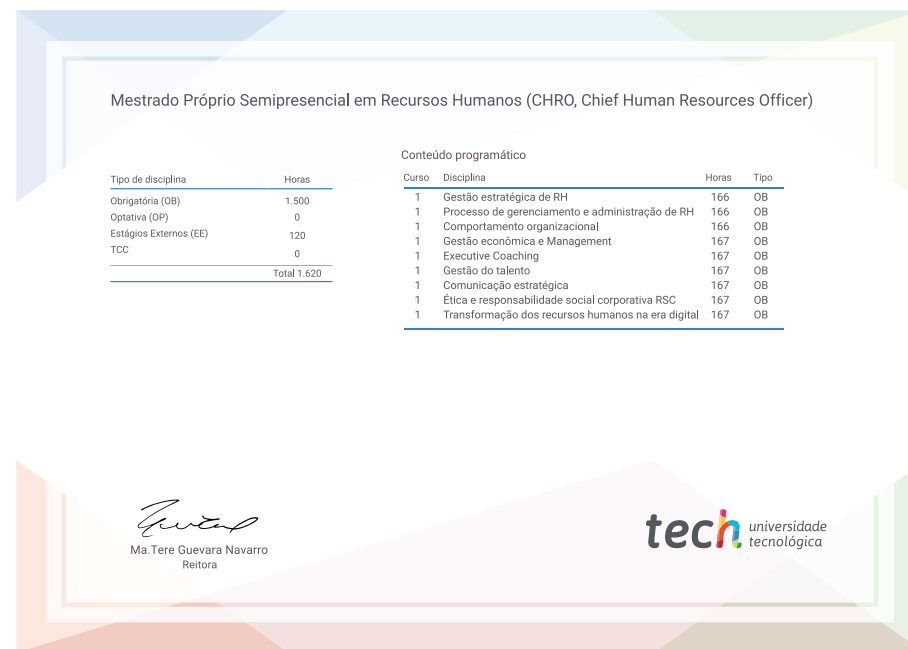 Mestrado Próprio Semipresencial em Recursos Humanos (CHRO, Chief Human Resources Officer)
Tipo de disciplina Horas
Obrigatória (OB) 1.500
Optativa (OP) 0
Estágios Externos (EE) 120
TCC 0
Total 1.620
Conteúdo programático
Curso Disciplina Horas Tipo
1 Gestão estratégica de RH 166 OB
1 Processo de gerenciamento e administração de RH 166 OB
1 Comportamento organizacional 166 OB
1 Gestão econômica e Management 167 OB
1 Executive Coaching 167 OB
1 Gestão do talento 167 OB
1 Comunicação estratégica 167 OB
1 Ética e responsabilidade social corporativa RSC 167 OB
1 Transformação dos recursos humanos na era digital 167 OB
Ma.Tere Guevara Navarro
Reitora
tech universidade
tecnológica